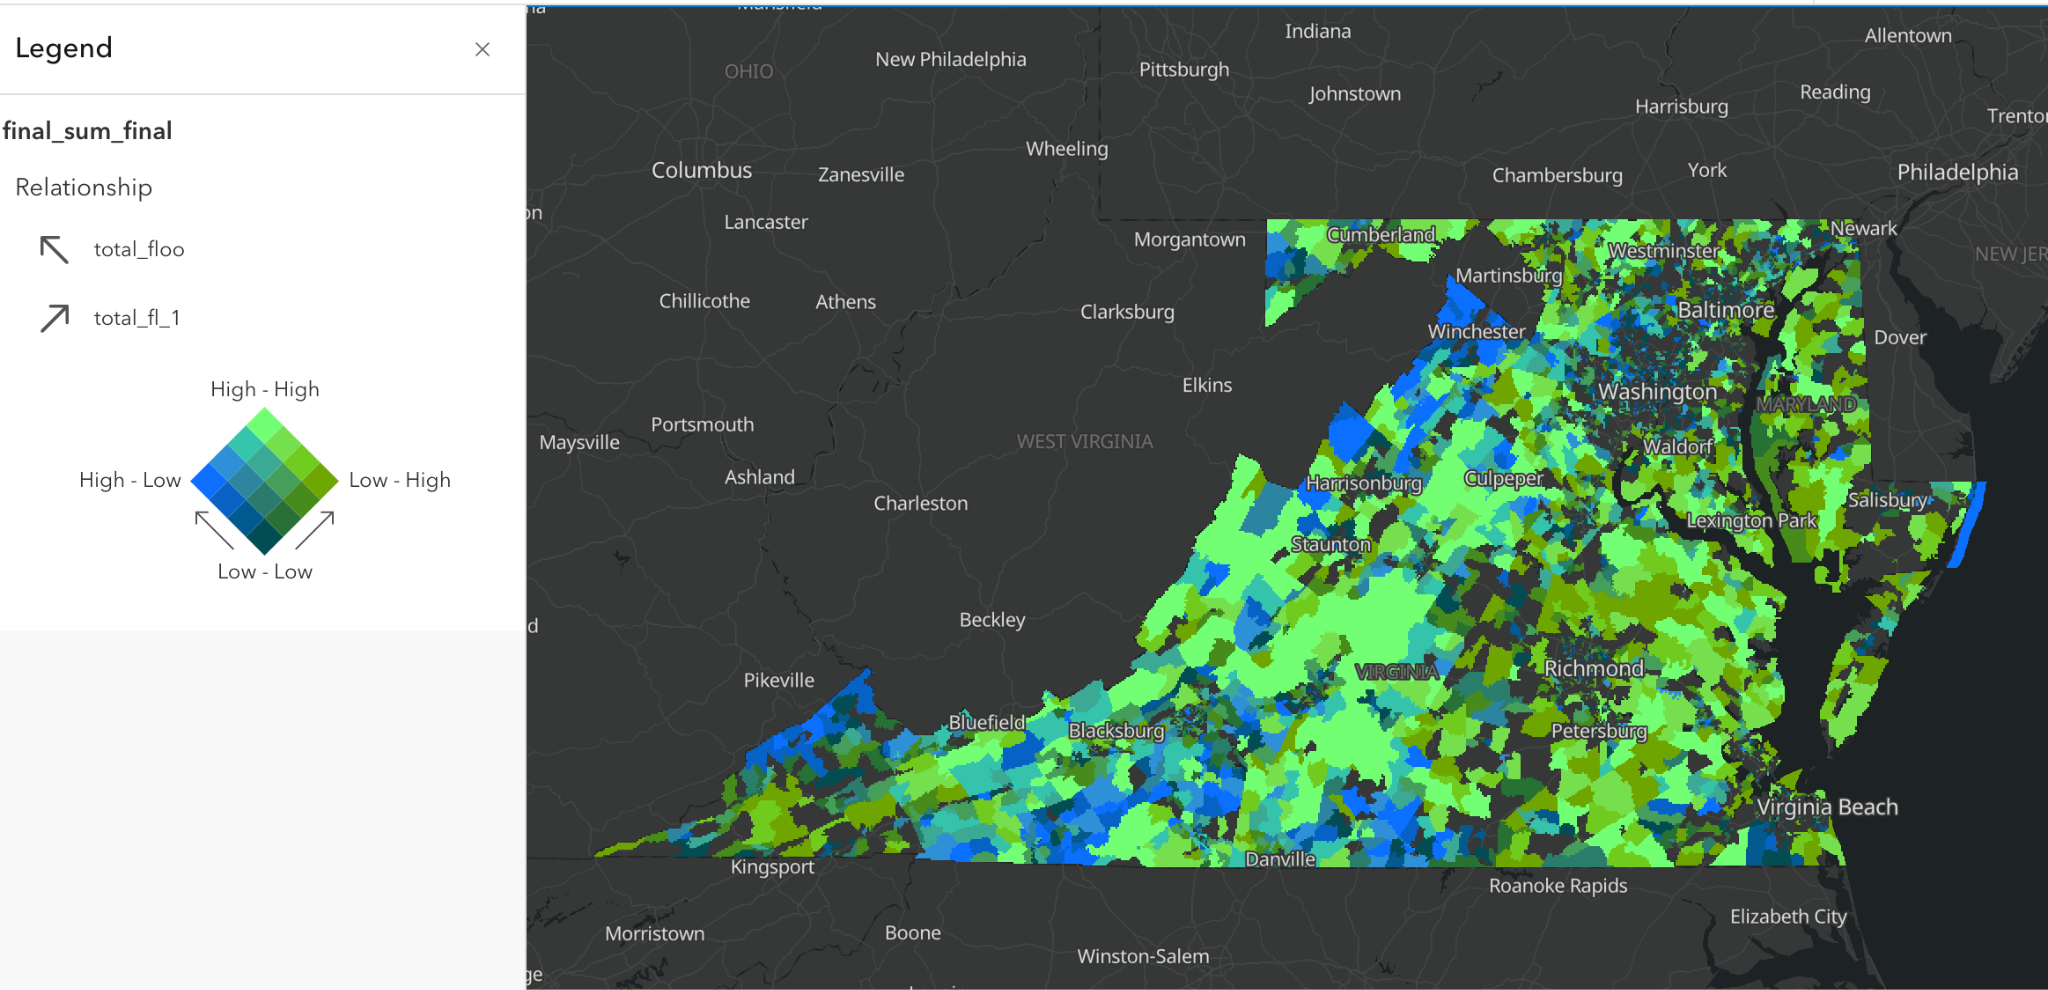 Legend
final_sum_final
Relationship
total_floo
total_fl_1
High - High
High - Low
Low - High
Low - Low
Mansfield
Indiana
Allentown
OHIO
New Philadelphia
Pittsburgh
Johnstown
Harrisburg
Reading
Trento
Wheeling
Columbus
Zanesville
Chambersburg
York
Philadelphia
on
Lancaster
Morgantown
Cumberland
Westminster
Newark
NEW JER
Martinsburg
Chillicothe
Athens
Clarksburg
Baltimore
Winchester
Dover
Elkins
Washington
MARYLAND
Maysville
Portsmouth
WEST VIRGINIA
Waldorf
Ashland
Harrisonburg
Culpeper
Charleston
Salisbury
Lexington Park
Staunton
Beckley
d
Pikeville
VIRGINIA
Richmond
Bluefield
Blacksburg
Petersburg
Virginia Beach
Kingsport
Danville
Roanoke Rapids
Elizabeth City
Morristown
Boone
Winston-Salem
ge